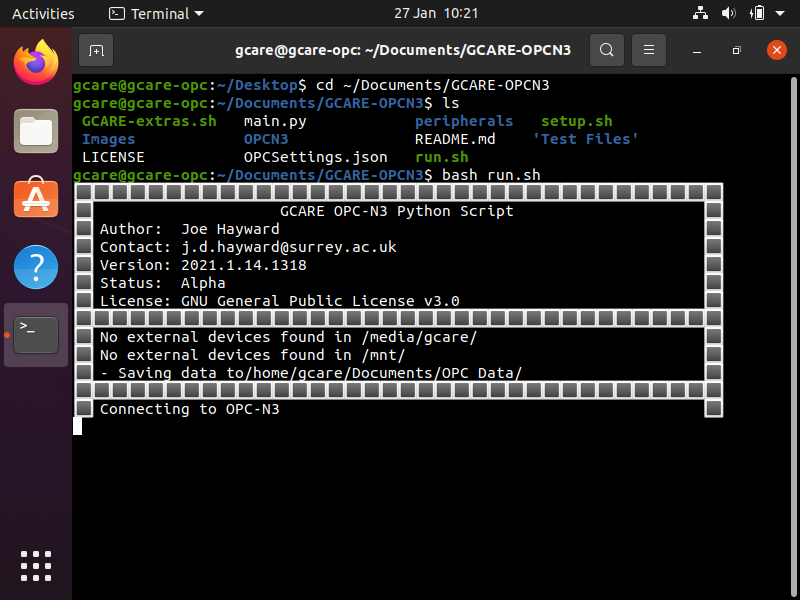 Activities Terminal 27 Jan 10:21
gcare@gcare-opc: ~/Documents/GCARE-OPCN3
gcare@gcare-opc:~/Desktop$ cd ~/Documents/GCARE-OPCN3
gcare@gcare-opc:~/Documents/GCARE-OPCN3$ ls
GCARE-extras.sh main.py peripherals setup.sh
Images OPCN3 README.md 'Test Files'
LICENSE OPCSettings.json run.sh
gcare@gcare-opc:~/Documents/GCARE-OPCN3$ bash run.sh
GCARE OPC-N3 Python Script
Author: Joe Hayward
Contact: j.d.hayward@surrey.ac.uk
Version: 2021.1.14.1318
Status: Alpha
License: GNU General Public License v3.0
No external devices found in /media/gcare/
No external devices found in /mnt/
- Saving data to/home/gcare/Documents/OPC Data/
Connecting to OPC-N3